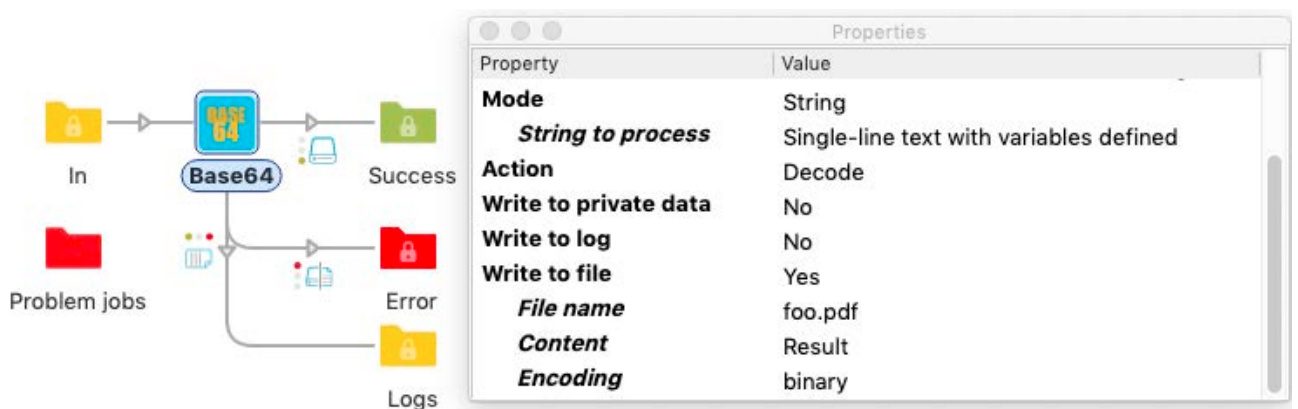 BASE
64
In
Base64
Success
Problem jobs
Error
Logs
Properties
Property Value
Mode String
String to process Single-line text with variables defined
Action Decode
Write to private data No
Write to log No
Write to file Yes
File name foo.pdf
Content Result
Encoding binary